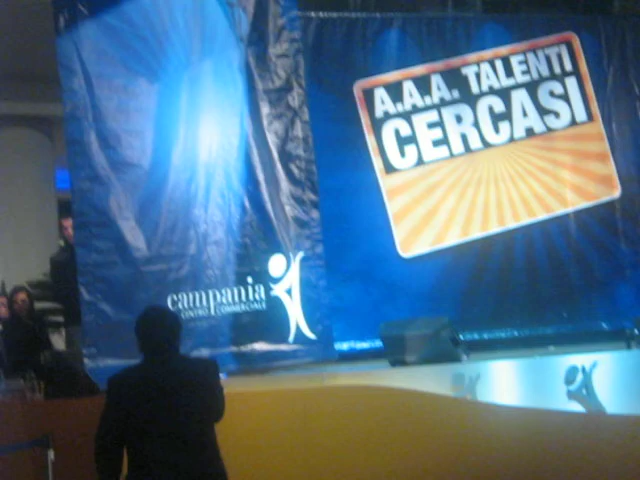 A.A.A. TALENTI
CERCASI
campania
CENTRO COMMERCIALE